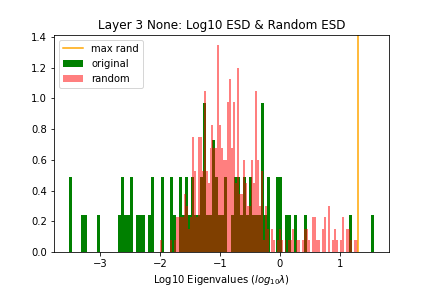 Layer 3 None: Log10 ESD & Random ESD
max rand
original
random
1.4
1.2
1.0
0.8
0.6
0.4
0.2
0.0
−3 −2 −1 0 1
Log10 Eigenvalues (log10λ)